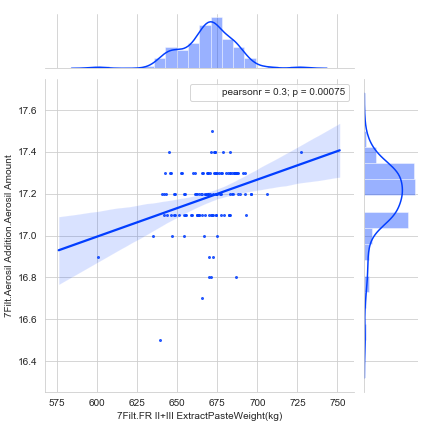 pearsonr = 0.3; p = 0.00075
17.6
17.4
17.2
17.0
16.8
16.6
16.4
7Filt.Aerosil Addition.Aerosil Amount
575 600 625 650 675 700 725 750
7Filt.FR II+III ExtractPasteWeight(kg)